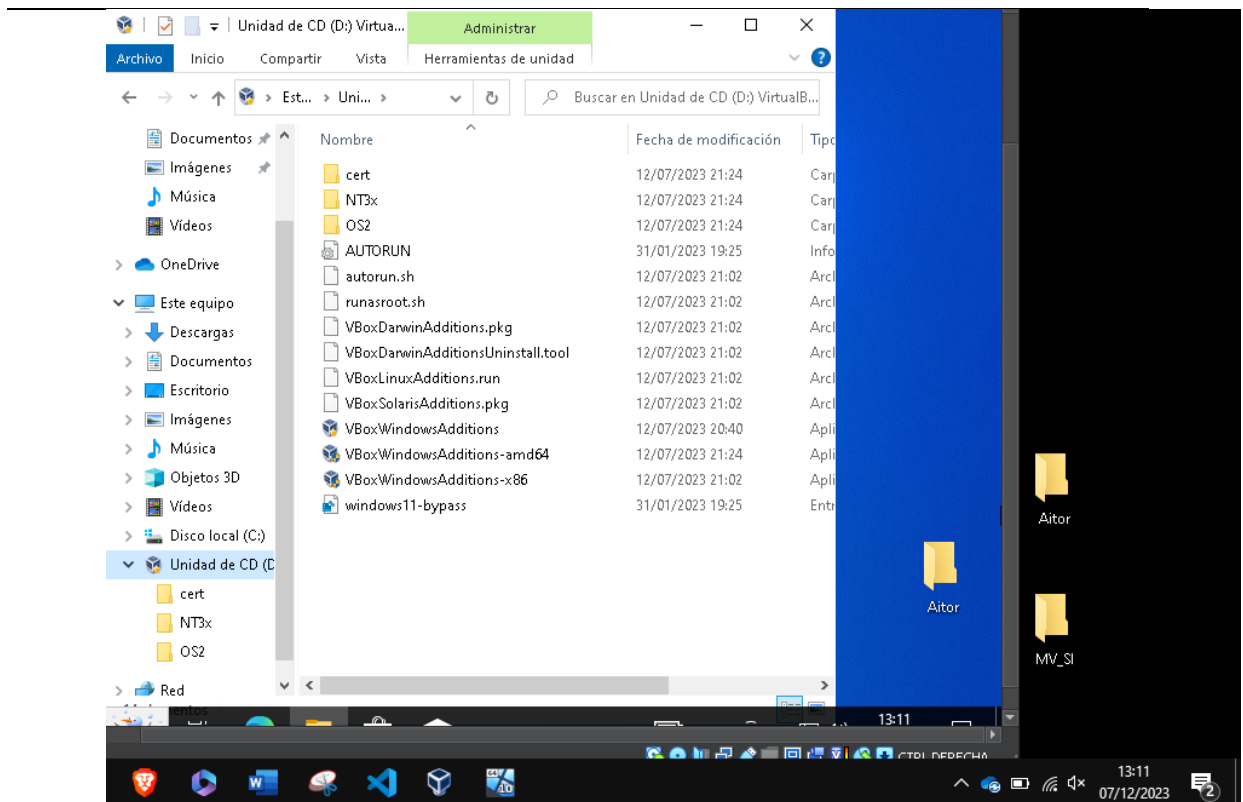 Unidad de CD (D:) Virtua... Administrar
Archivo Inicio Compartir Vista Herramientas de unidad
Est... Uni... Buscar en Unidad de CD (D:) VirtualB...
Documentos
Imágenes
Música
Vídeos
OneDrive
Este equipo
Descargas
Documentos
Escritorio
Imágenes
Música
Objetos 3D
Vídeos
Disco local (C:)
Unidad de CD (D
cert
NT3x
OS2
Red
Nombre Fecha de modificación Tipo
cert 12/07/2023 21:24 Carp
NT3x 12/07/2023 21:24 Carp
OS2 12/07/2023 21:24 Carp
AUTORUN 31/01/2023 19:25 Info
autorun.sh 12/07/2023 21:02 Arcl
runasroot.sh 12/07/2023 21:02 Arcl
VBoxDarwinAdditions.pkg 12/07/2023 21:02 Arcl
VBoxDarwinAdditionsUninstall.tool 12/07/2023 21:02 Arcl
VBoxLinuxAdditions.run 12/07/2023 21:02 Arcl
VBoxSolarisAdditions.pkg 12/07/2023 21:02 Arcl
VBoxWindowsAdditions 12/07/2023 20:40 Apli
VBoxWindowsAdditions-amd64 12/07/2023 21:24 Apli
VBoxWindowsAdditions-x86 12/07/2023 21:02 Apli
windows11-bypass 31/01/2023 19:25 Entr
Aitor
Aitor
MV_SI
13:11
CTRL DERECHA
13:11
07/12/2023
2